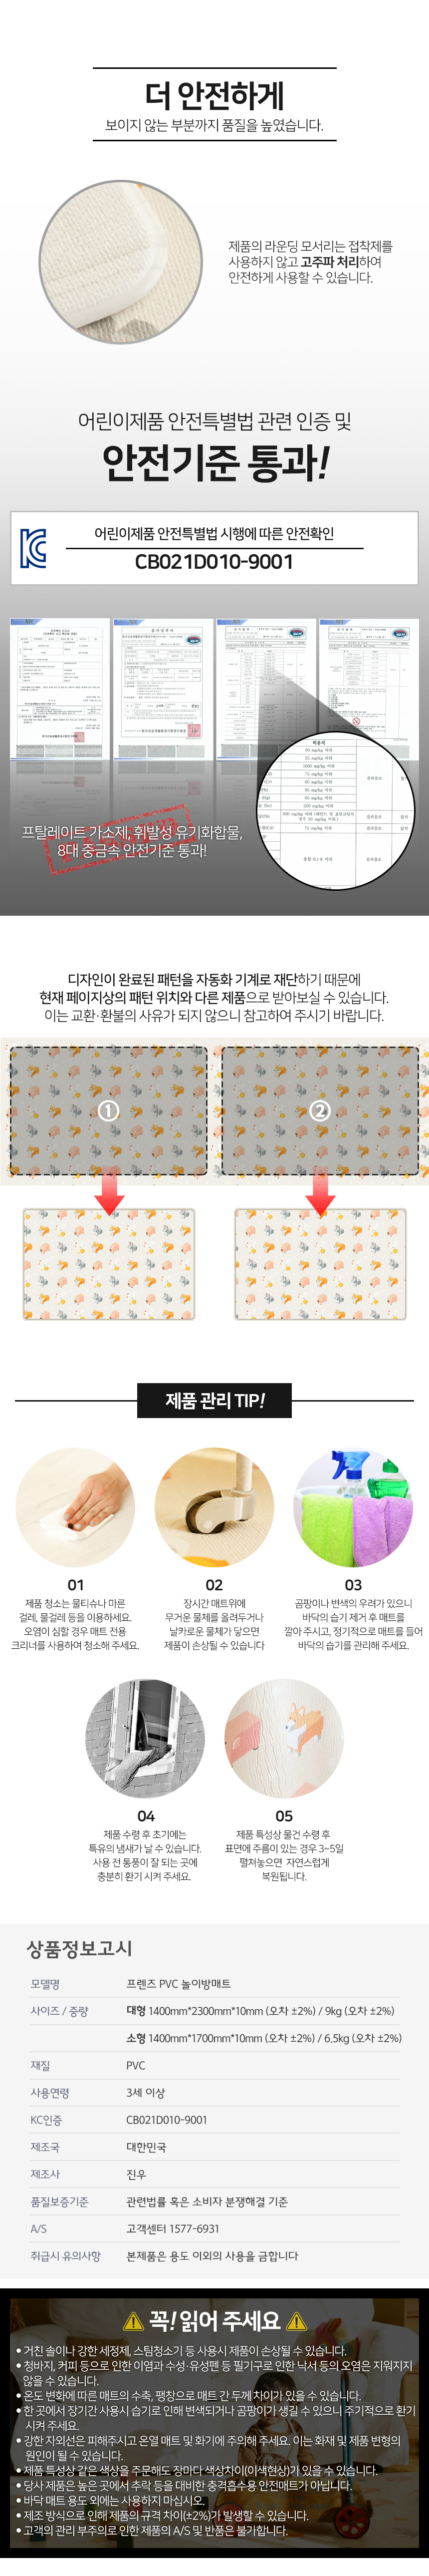 더 안전하게
보이지 않는 부분까지 품질을 높였습니다.
제품의 라운딩 모서리는 접착제를
사용하지 않고 고주파 처리하여
안전하게 사용할 수 있습니다.
어린이제품 안전특별법 관련 인증 및
안전기준 통과!
어린이제품 안전특별법 시행에 따른 안전확인
CB021D010-9001
프탈레이트 가소제, 휘발성 유기화합물,
8대 중금속 안전기준 통과!
디자인이 완료된 패턴을 자동화 기계로 재단하기 때문에
현재 페이지상의 패턴 위치와 다른 제품으로 받아보실 수 있습니다.
이는 교환·환불의 사유가 되지 않으니 참고하여 주시기 바랍니다.
① ②
제품 관리 TIP!
01
제품 청소는 물티슈나 마른
걸레, 물걸레 등을 이용하세요.
오염이 심할 경우 매트 전용
크리너를 사용하여 청소해 주세요.
02
장시간 매트위에
무거운 물체를 올려두거나
날카로운 물체가 닿으면
제품이 손상될 수 있습니다
03
곰팡이나 변색의 우려가 있으니
바닥의 습기 제거 후 매트를
깔아 주시고, 정기적으로 매트를 들어
바닥의 습기를 관리해 주세요.
04
제품 수령 후 초기에는
특유의 냄새가 날 수 있습니다.
사용 전 통풍이 잘 되는 곳에
충분히 환기 시켜 주세요.
05
제품 특성상 물건 수령 후
표면에 주름이 있는 경우 3~5일
펼쳐놓으면 자연스럽게
복원됩니다.
상품정보고시
모델명 프렌즈 PVC 놀이방매트
사이즈 / 중량 대형 1400mm*2300mm*10mm (오차 ±2%) / 9kg (오차 ±2%)
소형 1400mm*1700mm*10mm (오차 ±2%) / 6.5kg (오차 ±2%)
재질 PVC
사용연령 3세 이상
KC인증 CB021D010-9001
제조국 대한민국
제조사 진우
품질보증기준 관련법률 혹은 소비자 분쟁해결 기준
A/S 고객센터 1577-6931
취급시 유의사항 본제품은 용도 이외의 사용을 금합니다
꼭! 읽어 주세요
• 거친 솔이나 강한 세정제, 스팀청소기 등 사용시 제품이 손상될 수 있습니다.
• 청바지, 커피 등으로 인한 이염과 수성·유성펜 등 필기구로 인한 낙서 등의 오염은 지워지지
않을 수 있습니다.
• 온도 변화에 따른 매트의 수축, 팽창으로 매트 간 두께 차이가 있을 수 있습니다.
• 한 곳에서 장기간 사용시 습기로 인해 변색되거나 곰팡이가 생길 수 있으니 주기적으로 환기
시켜 주세요.
• 강한 자외선은 피해주시고 온열 매트 및 화기에 주의해 주세요. 이는 화재 및 제품 변형의
원인이 될 수 있습니다.
• 제품 특성상 같은 색상을 주문해도 장마다 색상차이(이색현상)가 있을 수 있습니다.
• 당사 제품은 높은 곳에서 추락 등을 대비한 충격흡수용 안전매트가 아닙니다.
• 바닥 매트 용도 외에는 사용하지 마십시오.
• 제조 방식으로 인해 제품의 규격 차이(±2%)가 발생할 수 있습니다.
• 고객의 관리 부주의로 인한 제품의 A/S 및 반품은 불가합니다.